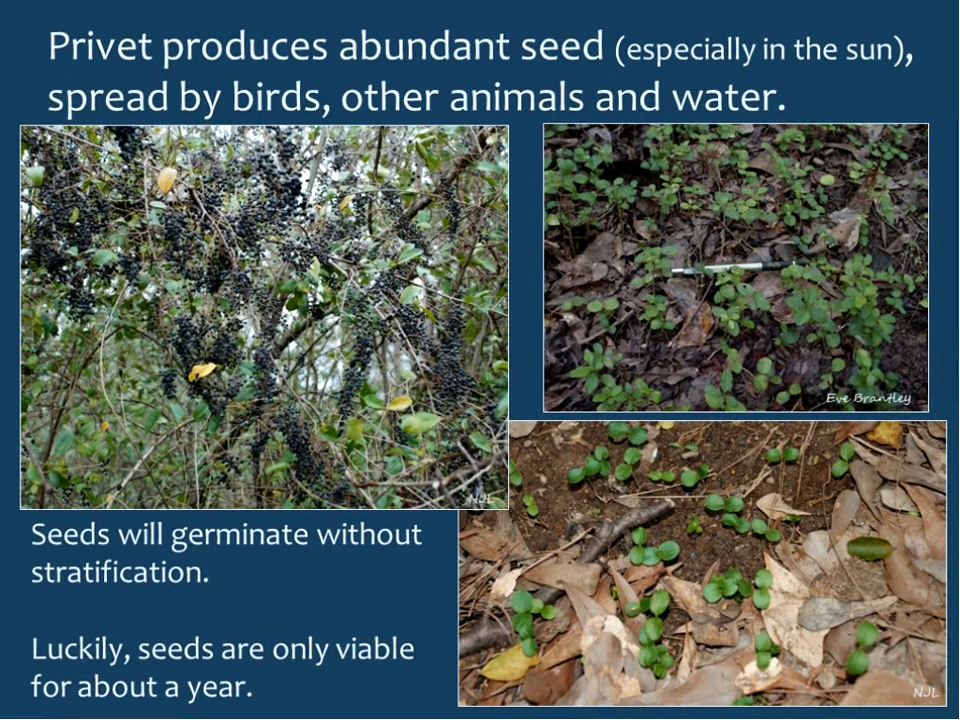 Privet produces abundant seed (especially in the sun),
spread by birds, other animals and water.
NJL
Eve Brantley
Seeds will germinate without
stratification.
Luckily, seeds are only viable
for about a year.
NJL